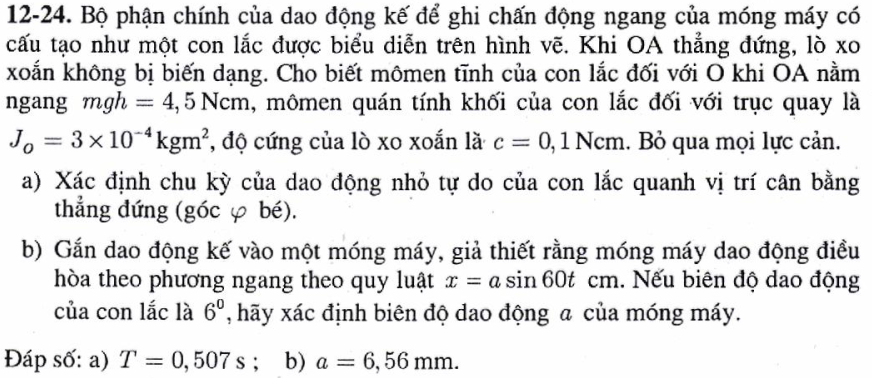 12-24. Bộ phận chính của dao động kế để ghi chấn động ngang của móng máy có
cấu tạo như một con lắc được biểu diễn trên hình vẽ. Khi OA thẳng đứng, lò xo
xoắn không bị biến dạng. Cho biết mômen tĩnh của con lắc đối với O khi OA nằm
ngang mgh = 4,5 Ncm, mômen quán tính khối của con lắc đối với trục quay là
J_O = 3 × 10⁻⁴ kgm², độ cứng của lò xo xoắn là c = 0,1 Ncm. Bỏ qua mọi lực cản.
a) Xác định chu kỳ của dao động nhỏ tự do của con lắc quanh vị trí cân bằng
thẳng đứng (góc φ bé).
b) Gắn dao động kế vào một móng máy, giả thiết rằng móng máy dao động điều
hòa theo phương ngang theo quy luật x = a sin 60t cm. Nếu biên độ dao động
của con lắc là 6⁰, hãy xác định biên độ dao động a của móng máy.
Đáp số: a) T = 0,507 s ; b) a = 6,56 mm.